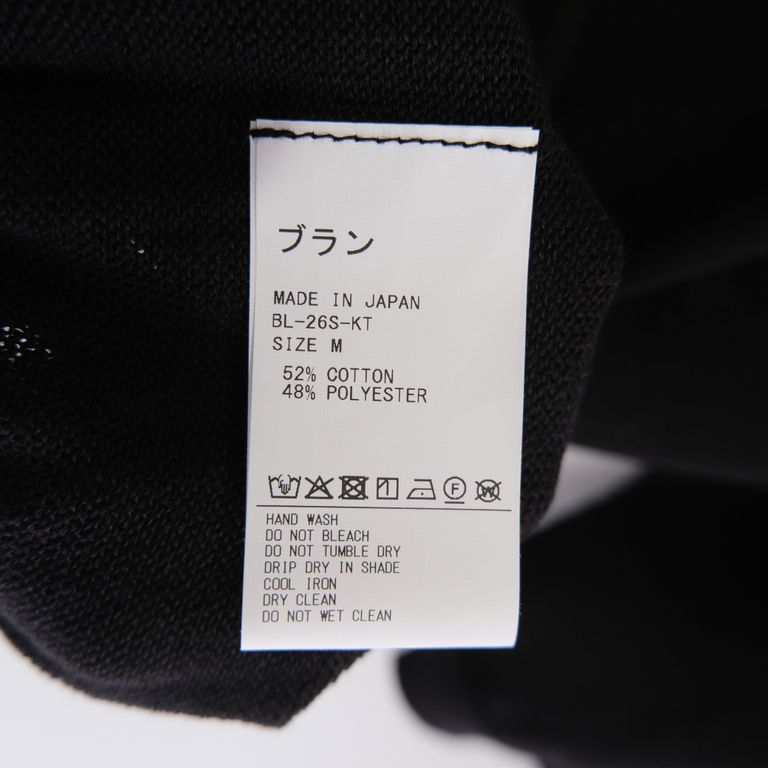 ブラン
MADE IN JAPAN
BL-26S-KT
SIZE M
52% COTTON
48% POLYESTER
F W
HAND WASH
DO NOT BLEACH
DO NOT TUMBLE DRY
DRIP DRY IN SHADE
COOL IRON
DRY CLEAN
DO NOT WET CLEAN